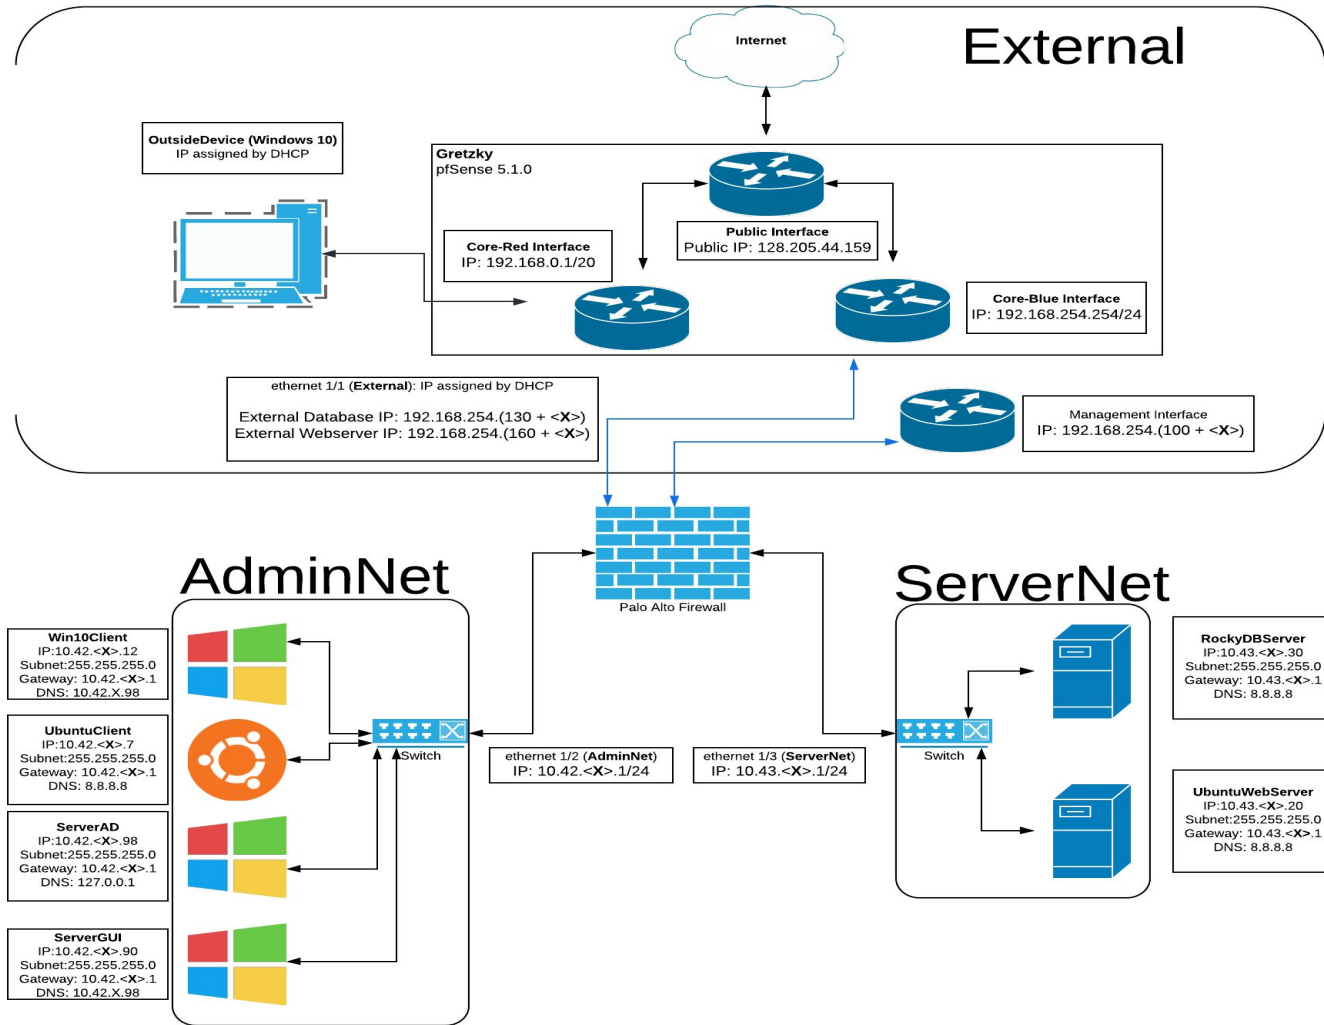 External
Internet
OutsideDevice (Windows 10)
IP assigned by DHCP
Gretzky
pfSense 5.1.0
Public Interface
Public IP: 128.205.44.159
Core-Red Interface
IP: 192.168.0.1/20
Core-Blue Interface
IP: 192.168.254.254/24
ethernet 1/1 (External): IP assigned by DHCP
External Database IP: 192.168.254.(130 + <X>)
External Webserver IP: 192.168.254.(160 + <X>)
Management Interface
IP: 192.168.254.(100 + <X>)
Palo Alto Firewall
AdminNet
Win10Client
IP:10.42.<X>.12
Subnet:255.255.255.0
Gateway: 10.42.<X>.1
DNS: 10.42.X.98
UbuntuClient
IP:10.42.<X>.7
Subnet:255.255.255.0
Gateway: 10.42.<X>.1
DNS: 8.8.8.8
ServerAD
IP:10.42.<X>.98
Subnet:255.255.255.0
Gateway: 10.42.<X>.1
DNS: 127.0.0.1
ServerGUI
IP:10.42.<X>.90
Subnet:255.255.255.0
Gateway: 10.42.<X>.1
DNS: 10.42.X.98
Switch
ethernet 1/2 (AdminNet)
IP: 10.42.<X>.1/24
ethernet 1/3 (ServerNet)
IP: 10.43.<X>.1/24
ServerNet
Switch
RockyDBServer
IP:10.43.<X>.30
Subnet:255.255.255.0
Gateway: 10.43.<X>.1
DNS: 8.8.8.8
UbuntuWebServer
IP:10.43.<X>.20
Subnet:255.255.255.0
Gateway: 10.43.<X>.1
DNS: 8.8.8.8